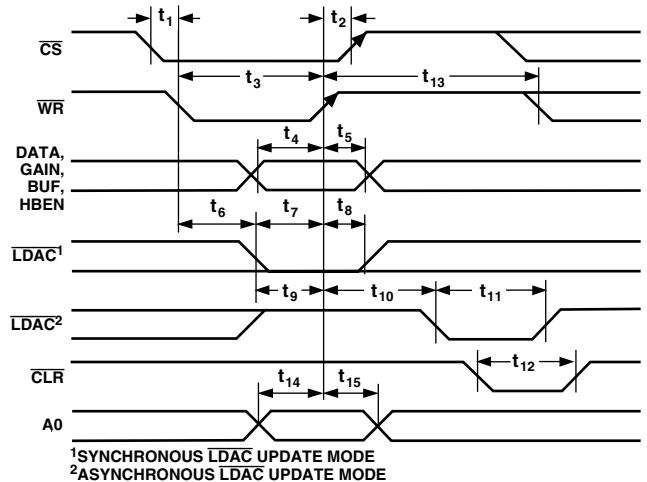 t1 t2
CS
t3 t13
WR
t4 t5
DATA,
GAIN,
BUF,
HBEN
t6 t7 t8
LDAC1
t9 t10 t11
LDAC2
t12
CLR
t14 t15
A0
1SYNCHRONOUS LDAC UPDATE MODE
2ASYNCHRONOUS LDAC UPDATE MODE